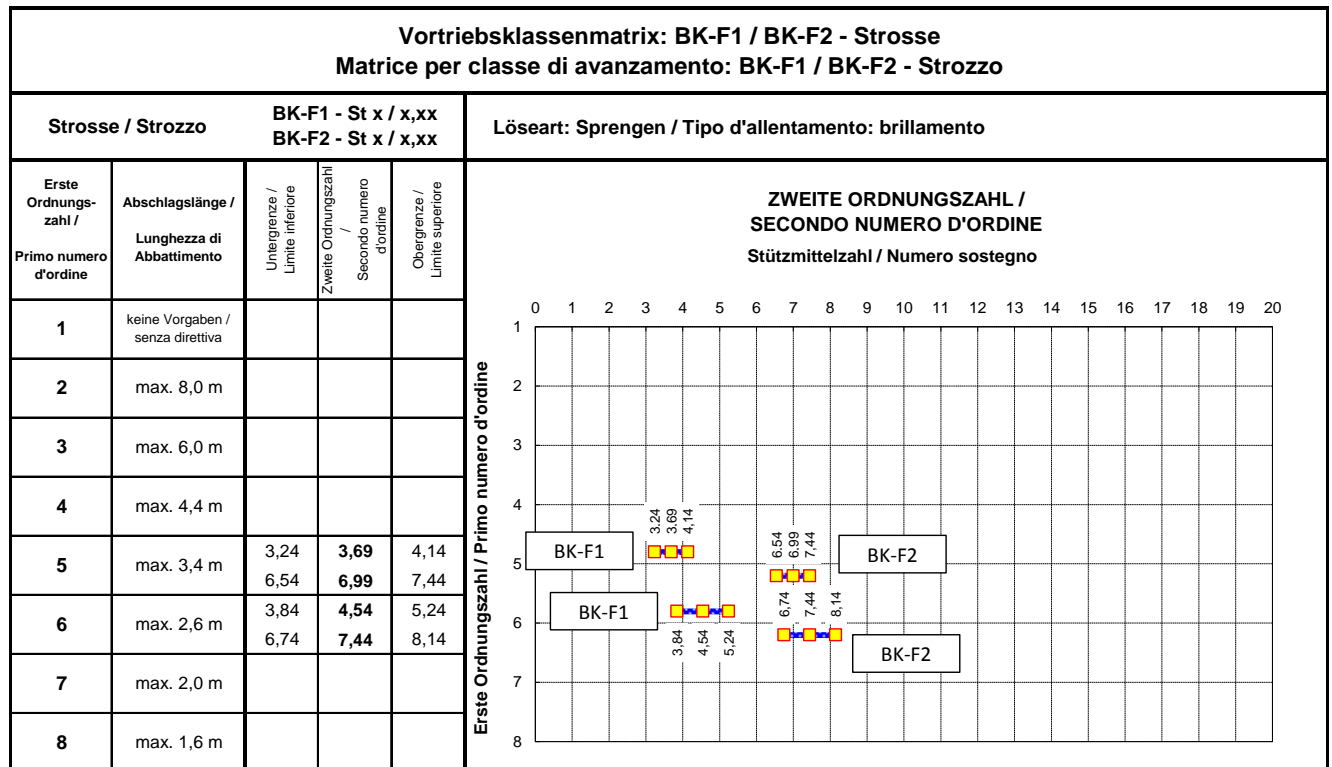 Vortriebsklassenmatrix: BK-F1 / BK-F2 - Strosse
Matrice per classe di avanzamento: BK-F1 / BK-F2 - Strozzo
Strosse / Strozzo
BK-F1 - St x / x,xx
BK-F2 - St x / x,xx
Löseart: Sprengen / Tipo d'allentamento: brillamento
Erste
Ordnungs-
zahl /
Primo numero
d'ordine
Abschlagslänge /
Lunghezza di
Abbattimento
Untergrenze /
Limite inferiore
Zweite Ordnungszahl
/
Secondo numero
d'ordine
Obergrenze /
Limite superiore
1
keine Vorgaben /
senza direttiva
2
max. 8,0 m
3
max. 6,0 m
4
max. 4,4 m
5
max. 3,4 m
3,24 3,69 4,14
6,54 6,99 7,44
6
max. 2,6 m
3,84 4,54 5,24
6,74 7,44 8,14
7
max. 2,0 m
8
max. 1,6 m
ZWEITE ORDNUNGSZAHL /
SECONDO NUMERO D'ORDINE
Stützmittelzahl / Numero sostegno
0 1 2 3 4 5 6 7 8 9 10 11 12 13 14 15 16 17 18 19 20
Erste Ordnungszahl / Primo numero d'ordine
1
2
3
4
5
6
7
8
BK-F1
3.24
3.69
4,14
6.54
6.99
7,44
BK-F2
BK-F1
3,84
4,54
5,24
6,74
7,44
8,14
BK-F2